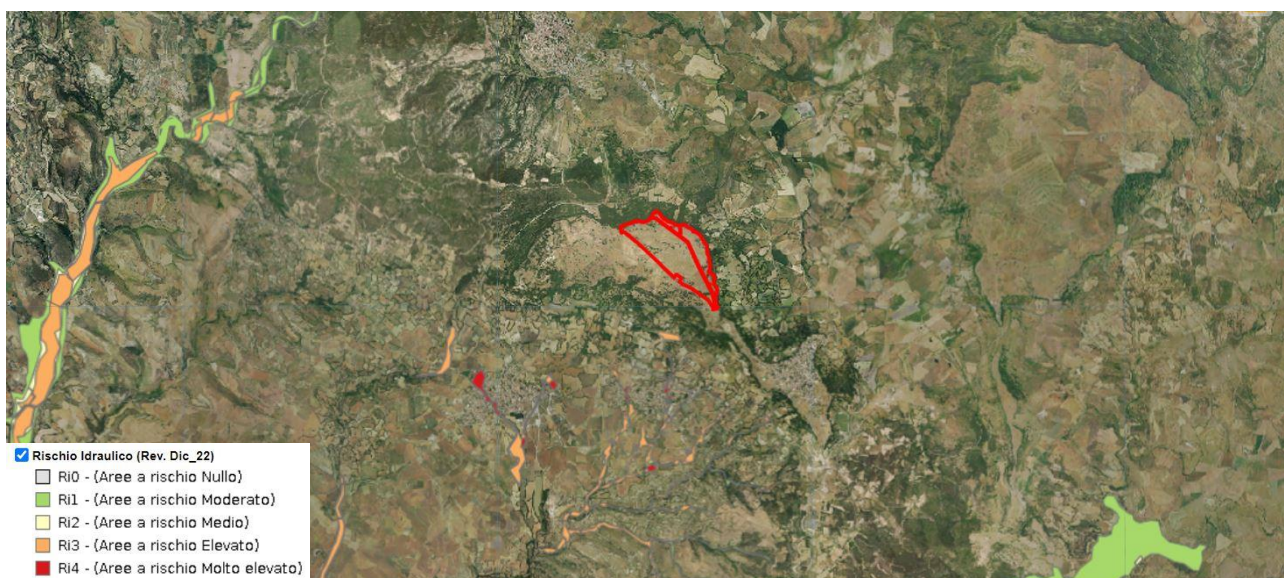 Rischio Idraulico (Rev. Dic_22)
Ri0 - (Aree a rischio Nullo)
Ri1 - (Aree a rischio Moderato)
Ri2 - (Aree a rischio Medio)
Ri3 - (Aree a rischio Elevato)
Ri4 - (Aree a rischio Molto elevato)